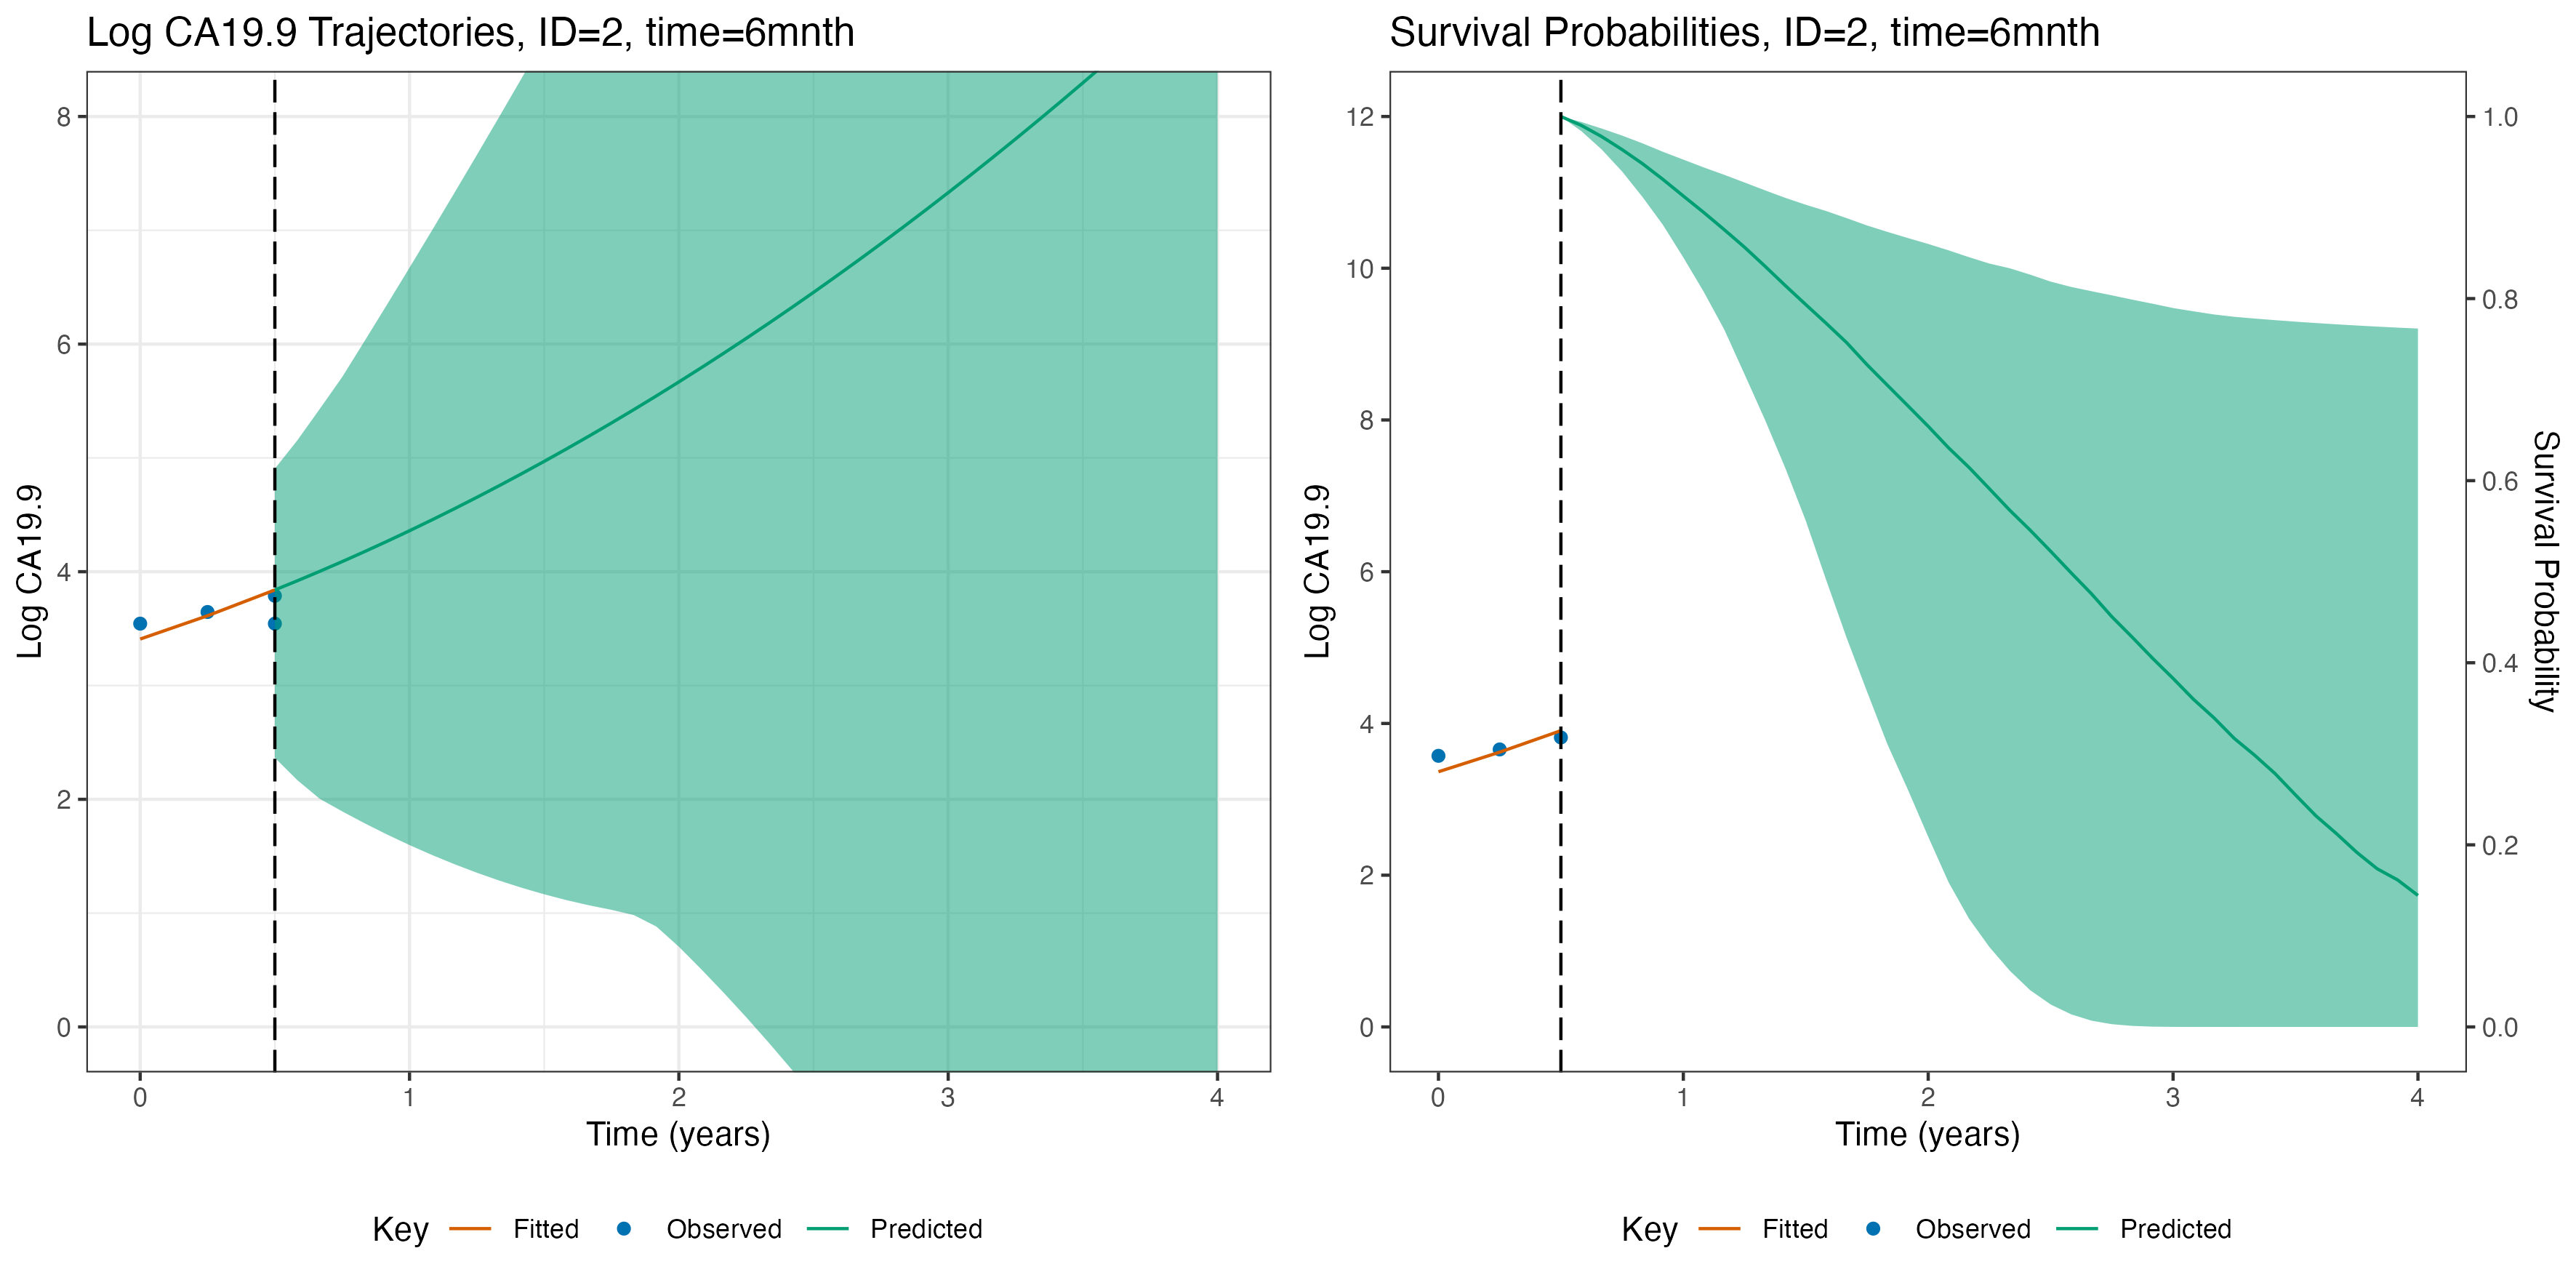 Log CA19.9 Trajectories, ID=2, time=6mnth
8
6
4
2
0
Log CA19.9
0 1 2 3 4
Time (years)
Key Fitted Observed Predicted
Survival Probabilities, ID=2, time=6mnth
12
10
8
6
4
2
0
Log CA19.9
1.0
0.8
0.6
0.4
0.2
0.0
Survival Probability
0 1 2 3 4
Time (years)
Key Fitted Observed Predicted